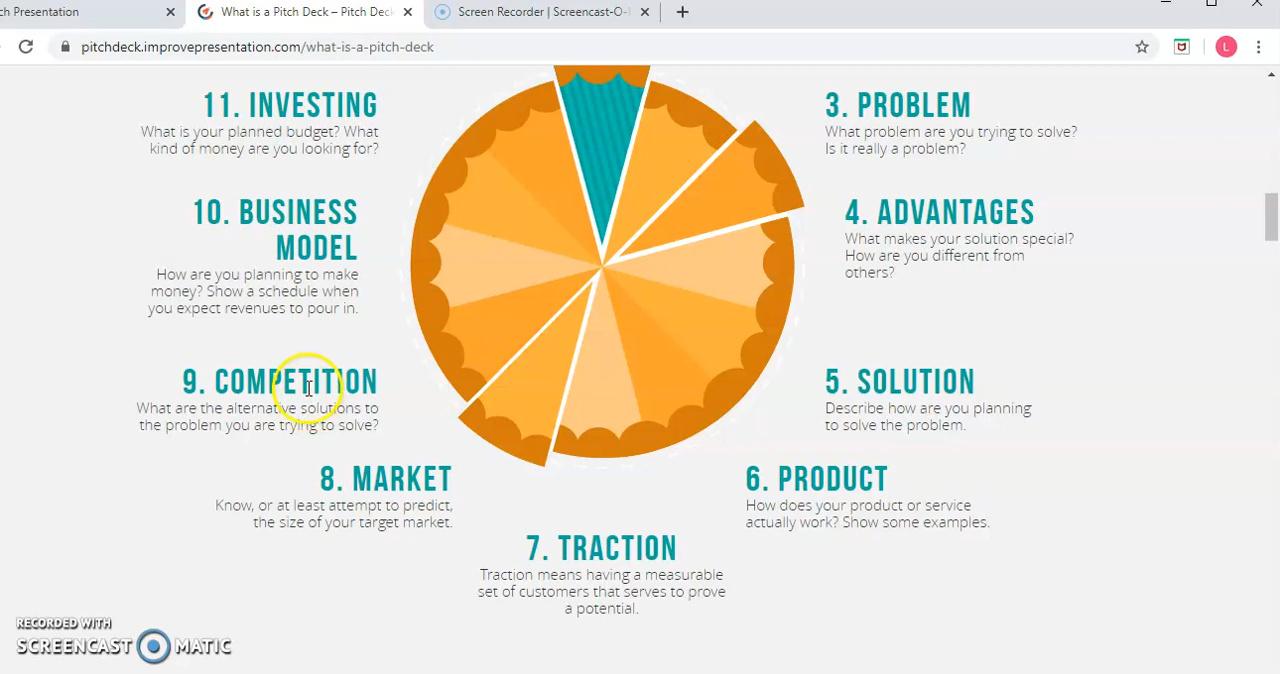 ch Presentation
What is a Pitch Deck – Pitch Deck
Screen Recorder | Screencast-O-
pitchdeck.improvepresentation.com/what-is-a-pitch-deck
L
11. INVESTING
What is your planned budget? What
kind of money are you looking for?
10. BUSINESS
MODEL
How are you planning to make
money? Show a schedule when
you expect revenues to pour in.
9. COMPETITION
What are the alternative solutions to
the problem you are trying to solve?
8. MARKET
Know, or at least attempt to predict,
the size of your target market.
7. TRACTION
Traction means having a measurable
set of customers that serves to prove
a potential.
3. PROBLEM
What problem are you trying to solve?
Is it really a problem?
4. ADVANTAGES
What makes your solution special?
How are you different from
others?
5. SOLUTION
Describe how are you planning
to solve the problem.
6. PRODUCT
How does your product or service
actually work? Show some examples.
RECORDED WITH
SCREENCAST MATIC